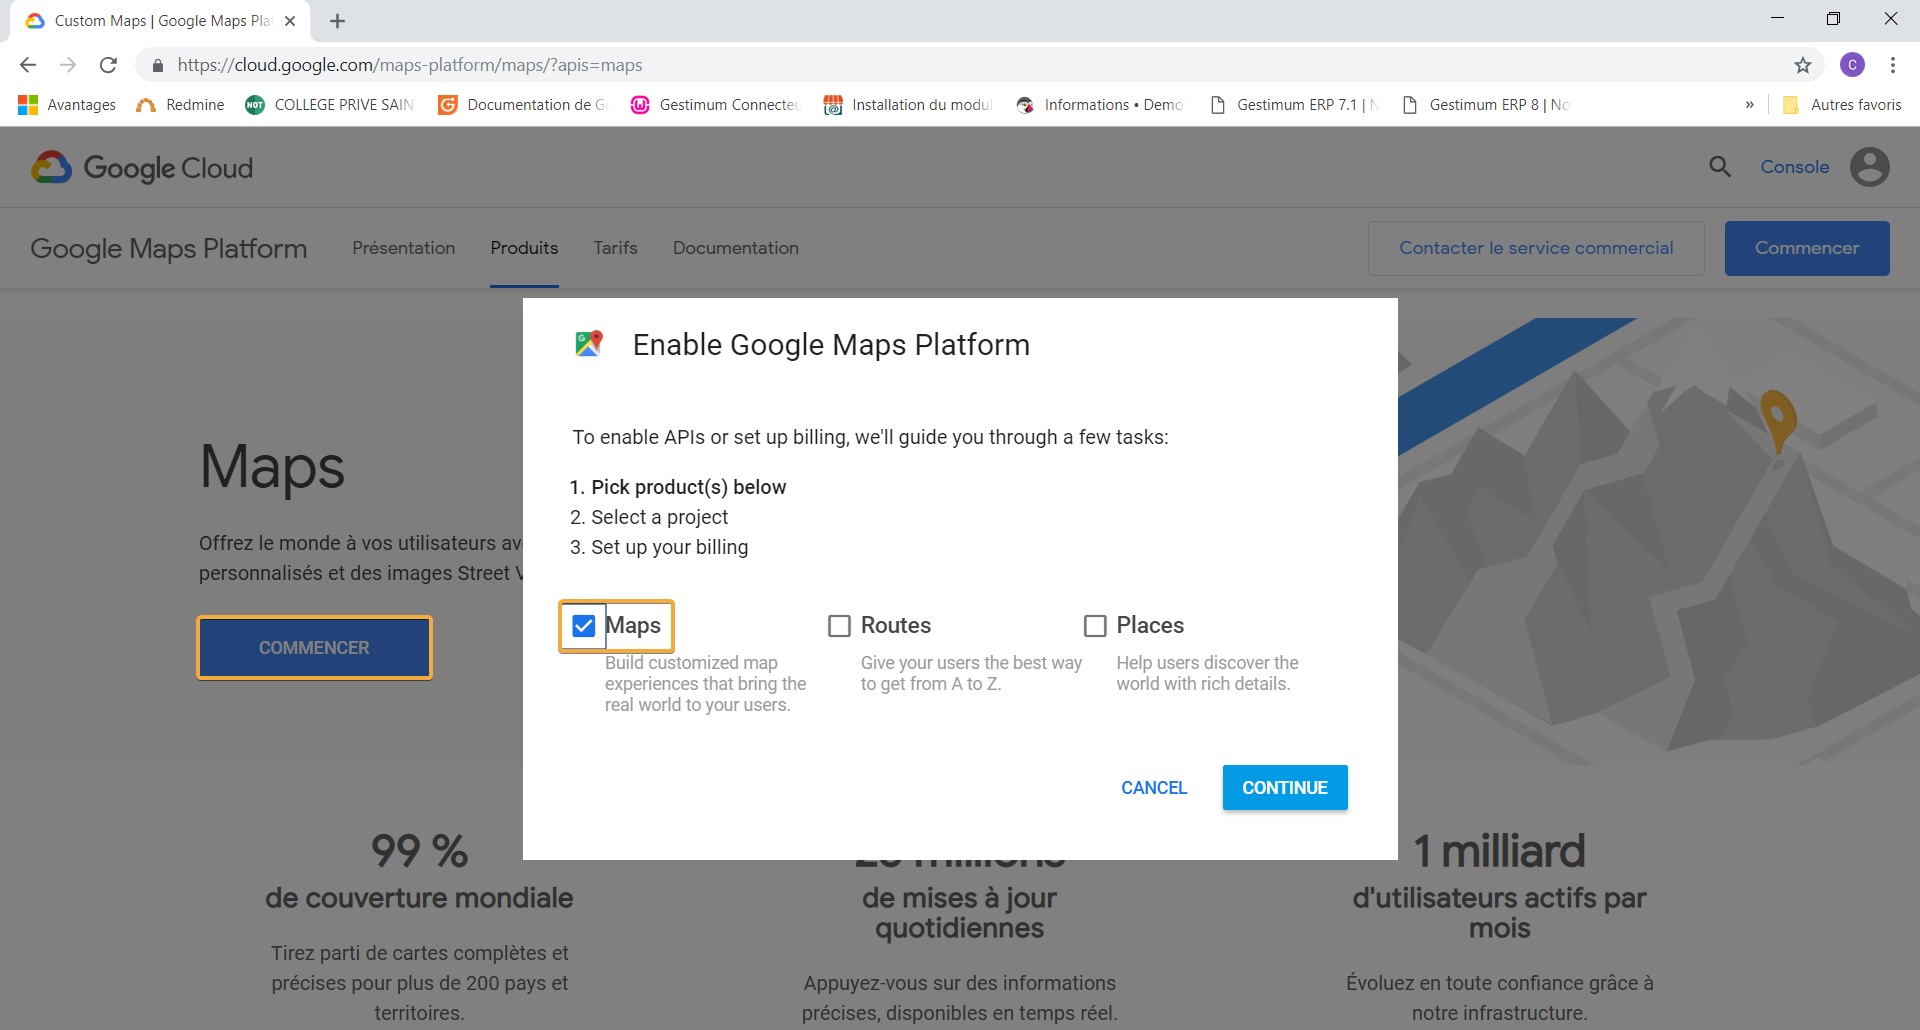 Custom Maps | Google Maps Pla
https://cloud.google.com/maps-platform/maps/?apis=maps
C
Avantages
Redmine
NOT
COLLEGE PRIVE SAIN
Documentation de G
Gestimum Connecteu
Installation du modul
Informations • Demo
Gestimum ERP 7.1 | N
Gestimum ERP 8 | No
»
Autres favoris
Google Cloud
Console
Google Maps Platform
Présentation
Produits
Tarifs
Documentation
Contacter le service commercial
Commencer
Enable Google Maps Platform
To enable APIs or set up billing, we'll guide you through a few tasks:
1. Pick product(s) below
2. Select a project
3. Set up your billing
Maps
Offrez le monde à vos utilisateurs av
personnalisés et des images Street V
COMMENCER
Maps
Build customized map
experiences that bring the
real world to your users.
Routes
Give your users the best way
to get from A to Z.
Places
Help users discover the
world with rich details.
CANCEL
CONTINUE
99 %
de couverture mondiale
Tirez parti de cartes complètes et
précises pour plus de 200 pays et
territoires.
de mises à jour
quotidiennes
Appuyez-vous sur des informations
précises, disponibles en temps réel.
1 milliard
d'utilisateurs actifs par
mois
Évoluez en toute confiance grâce à
notre infrastructure.